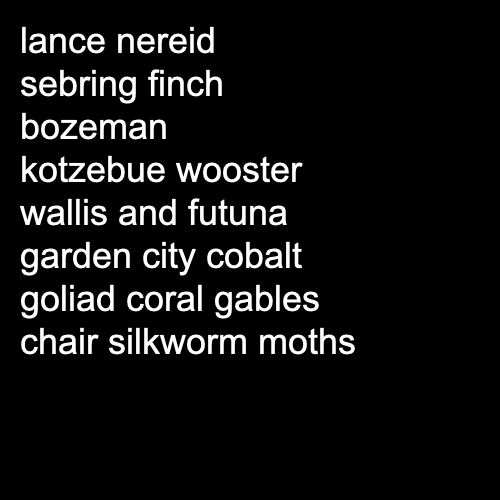 lance nereid
sebring finch
bozeman
kotzebue wooster
wallis and futuna
garden city cobalt
goliad coral gables
chair silkworm moths